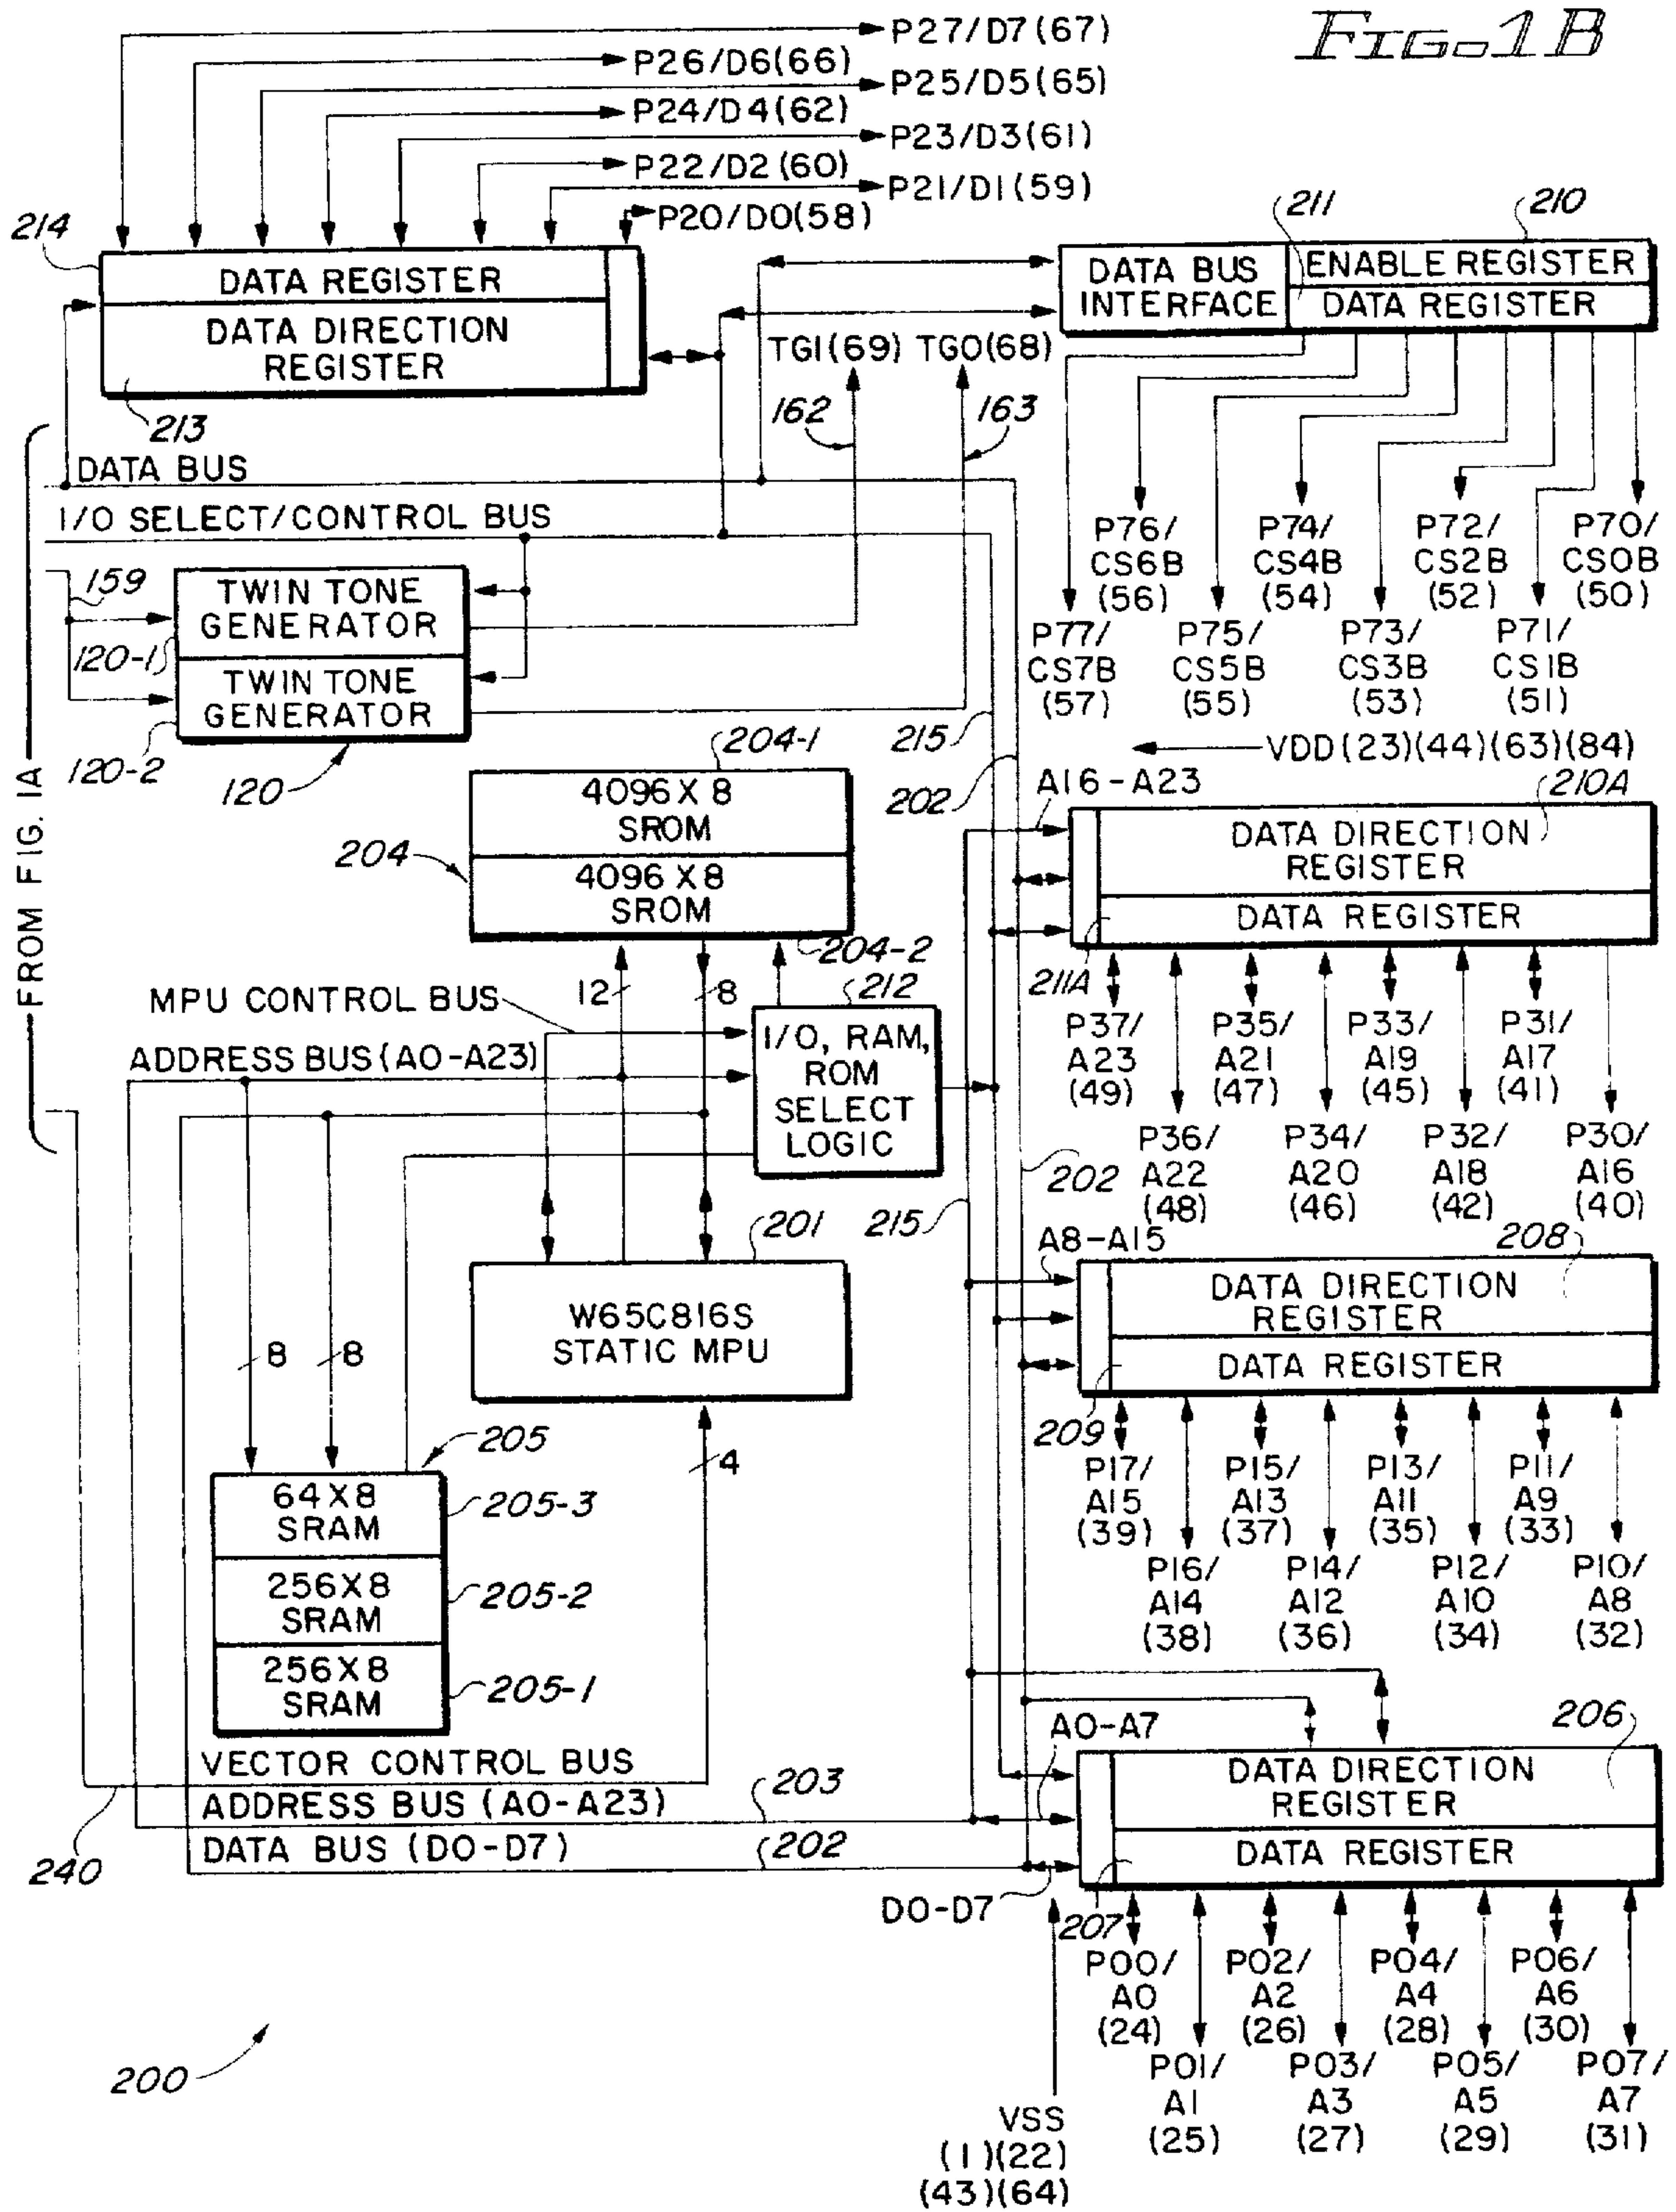 FIG. 1B
P27/D7(67)
P26/D6(66)
P25/D5(65)
P24/D4(62)
P23/D3(61)
P22/D2(60)
P21/D1(59)
P20/D0(58)
214
DATA REGISTER
DATA DIRECTION
REGISTER
213
211
210
DATA BUS
INTERFACE
ENABLE REGISTER
DATA REGISTER
TG1(69)
TG0(68)
162
163
FROM FIG. 1A
DATA BUS
I/O SELECT/CONTROL BUS
159
TWIN TONE
GENERATOR
120-1
TWIN TONE
GENERATOR
120-2
120
P76/
CS6B
(56)
P74/
CS4B
(54)
P72/
CS2B
(52)
P70/
CS0B
(50)
P77/
CS7B
(57)
P75/
CS5B
(55)
P73/
CS3B
(53)
P71/
CS1B
(51)
215
202
VDD(23)(44)(63)(84)
204-1
4096 X 8
SROM
204
4096 X 8
SROM
204-2
A16-A23
210A
DATA DIRECTION
REGISTER
DATA REGISTER
211A
MPU CONTROL BUS
12
8
212
I/O, RAM,
ROM
SELECT
LOGIC
ADDRESS BUS(A0-A23)
P37/
A23
(49)
P35/
A21
(47)
P33/
A19
(45)
P31/
A17
(41)
P36/
A22
(48)
P34/
A20
(46)
P32/
A18
(42)
P30/
A16
(40)
202
215
201
W65C816S
STATIC MPU
8
8
4
A8-A15
208
DATA DIRECTION
REGISTER
DATA REGISTER
209
P17/
A15
(39)
P15/
A13
(37)
P13/
A11
(35)
P11/
A9
(33)
P16/
A14
(38)
P14/
A12
(36)
P12/
A10
(34)
P10/
A8
(32)
205
64X8
SRAM
205-3
256X8
SRAM
205-2
256X8
SRAM
205-1
VECTOR CONTROL BUS
ADDRESS BUS (A0-A23)
203
DATA BUS (D0-D7)
202
240
A0-A7
206
DATA DIRECTION
REGISTER
DATA REGISTER
D0-D7
207
P00/
A0
(24)
P02/
A2
(26)
P04/
A4
(28)
P06/
A6
(30)
P01/
A1
(25)
P03/
A3
(27)
P05/
A5
(29)
P07/
A7
(31)
200
VSS
(1)(22)
(43)(64)